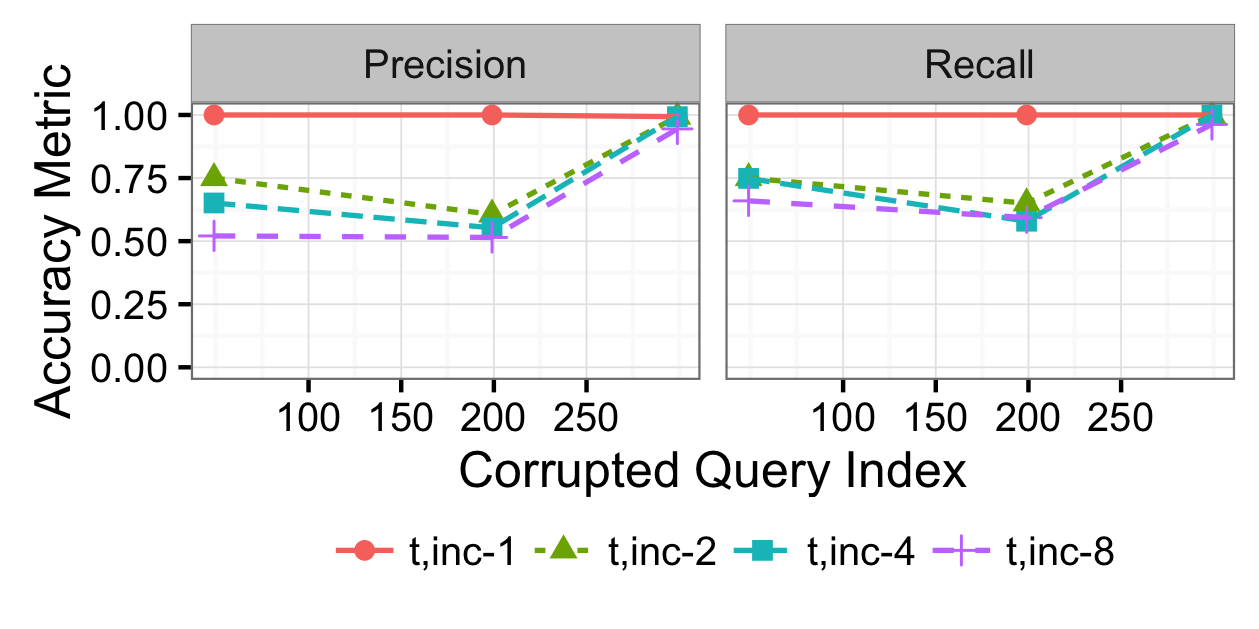 Precision Recall
Accuracy Metric
1.00
0.75
0.50
0.25
0.00
100 150 200 250 100 150 200 250
Corrupted Query Index
t,inc-1 t,inc-2 t,inc-4 t,inc-8